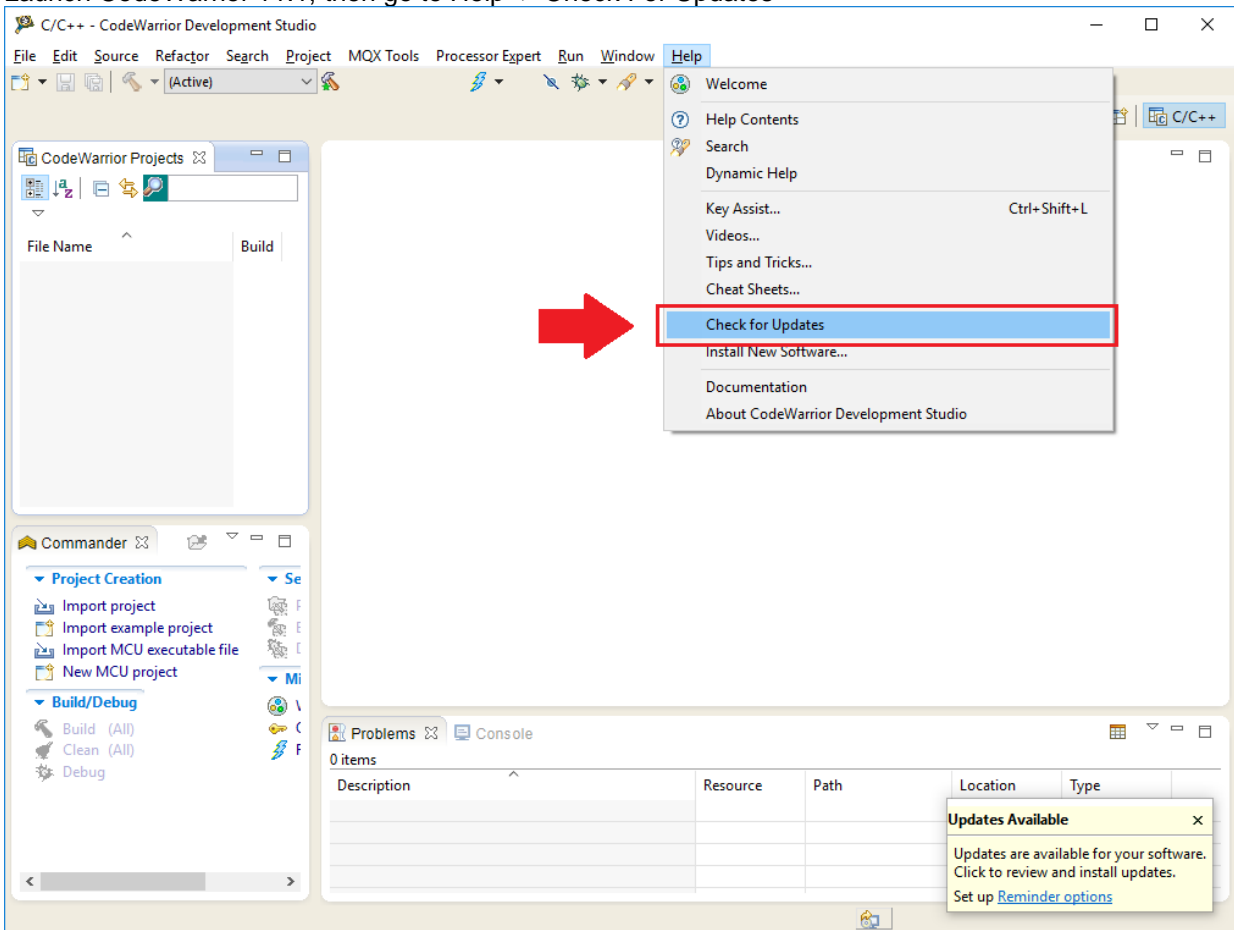 C/C++ - CodeWarrior Development Studio
File Edit Source Refactor Search Project MQX Tools Processor Expert Run Window Help
(Active)
Welcome
Help Contents
C/C++
Search
CodeWarrior Projects
Dynamic Help
Key Assist... Ctrl+Shift+L
Videos...
File Name Build
Tips and Tricks...
Cheat Sheets...
Check for Updates
Install New Software...
Documentation
About CodeWarrior Development Studio
Commander
Project Creation
Import project
Import example project
Import MCU executable file
New MCU project
Build/Debug
Build (All)
Clean (All)
Debug
Se
Mi
Problems Console
0 items
Description Resource Path Location Type
Updates Available
Updates are available for your software.
Click to review and install updates.
Set up Reminder options